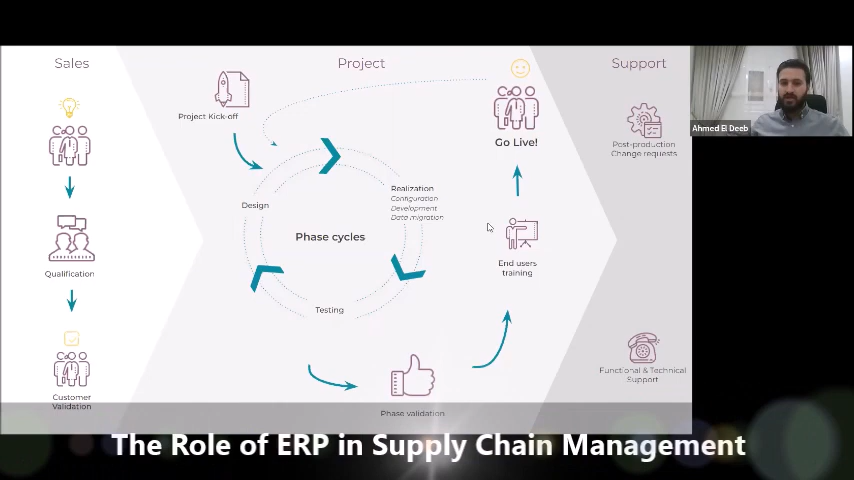 Sales
Project
Support
Project Kick-off
Go Live!
Ahmed El Deeb
Post-production
Change requests
Design
Realization
Configuration
Development
Data migration
Phase cycles
Qualification
End users
training
Testing
Functional & Technical
Support
Customer
Validation
Phase validation
The Role of ERP in Supply Chain Management